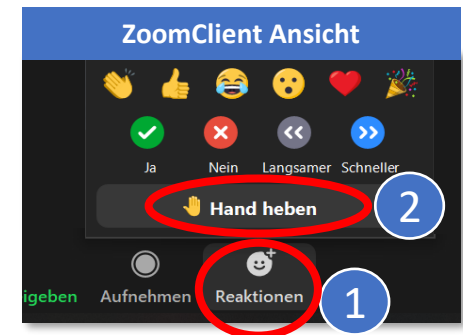 ZoomClient Ansicht
Ja Nein Langsamer Schneller
Hand heben
2
igeben Aufnehmen Reaktionen
1